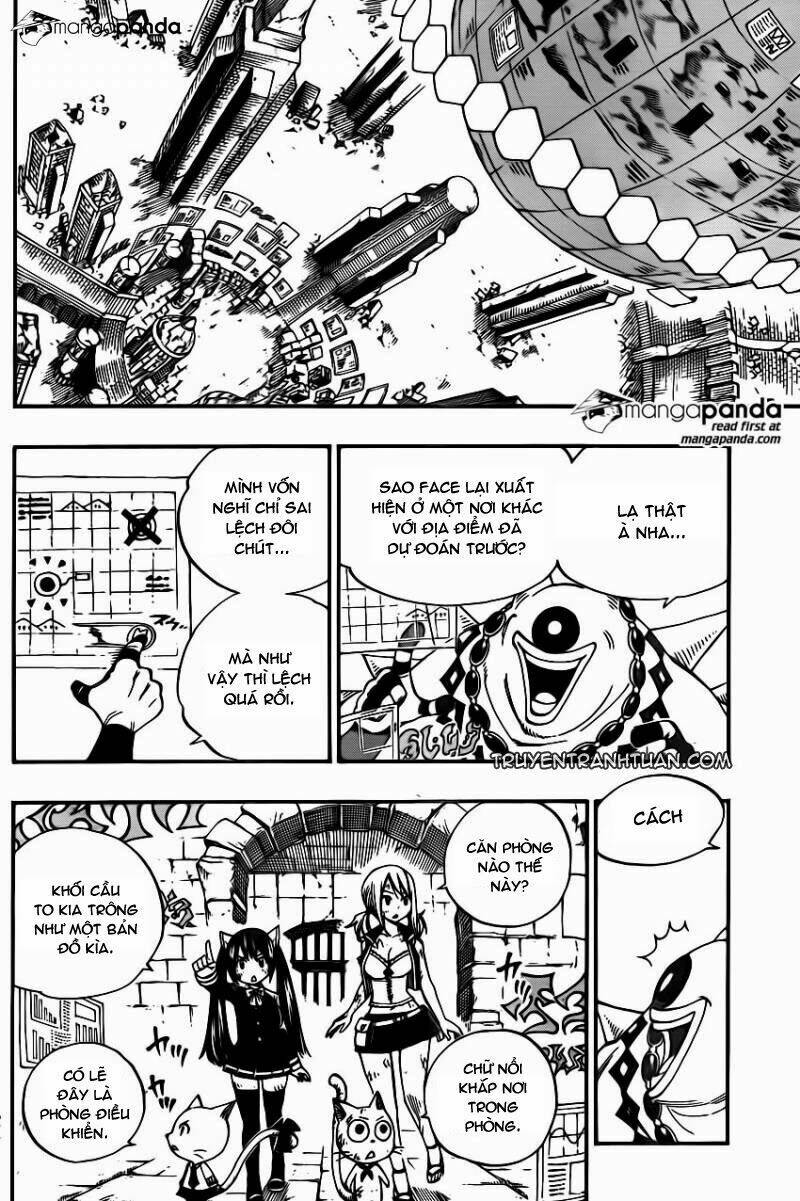 mangapanda
mangapanda
read first at
mangapanda.com
LẠ THẬT
À NHA...
SAO FACE LẠI XUẤT
HIỆN Ở MỘT NƠI KHÁC
VỚI ĐỊA ĐIỂM ĐÃ
DỰ ĐOÁN TRƯỚC?
MÌNH VỐN
NGHĨ CHỈ SAI
LỆCH ĐÔI
CHÚT...
MÀ NHƯ
VẬY THÌ LỆCH
QUÁ RỒI.
TRUYENTRANHTUAN.COM
CÁCH
CĂN PHÒNG
NÀO THẾ
NÀY?
KHỐI CẦU
TO KIA TRÔNG
NHƯ MỘT BẢN
ĐỒ KÌA.
CHỮ NỔI
KHẮP NƠI
TRONG
PHÒNG.
CÓ LẼ
ĐÂY LÀ
PHÒNG ĐIỀU
KHIỂN.